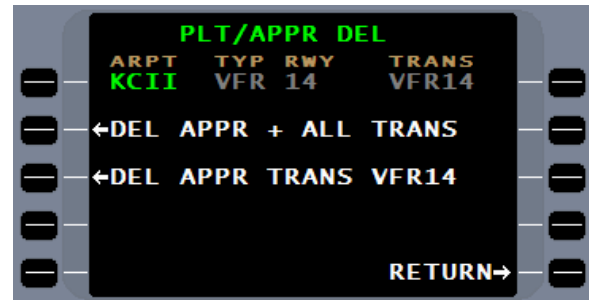 PLT/APPR DEL
ARPT TYP RWY TRANS
KCII VFR 14 VFR14
←DEL APPR + ALL TRANS
←DEL APPR TRANS VFR14
RETURN→